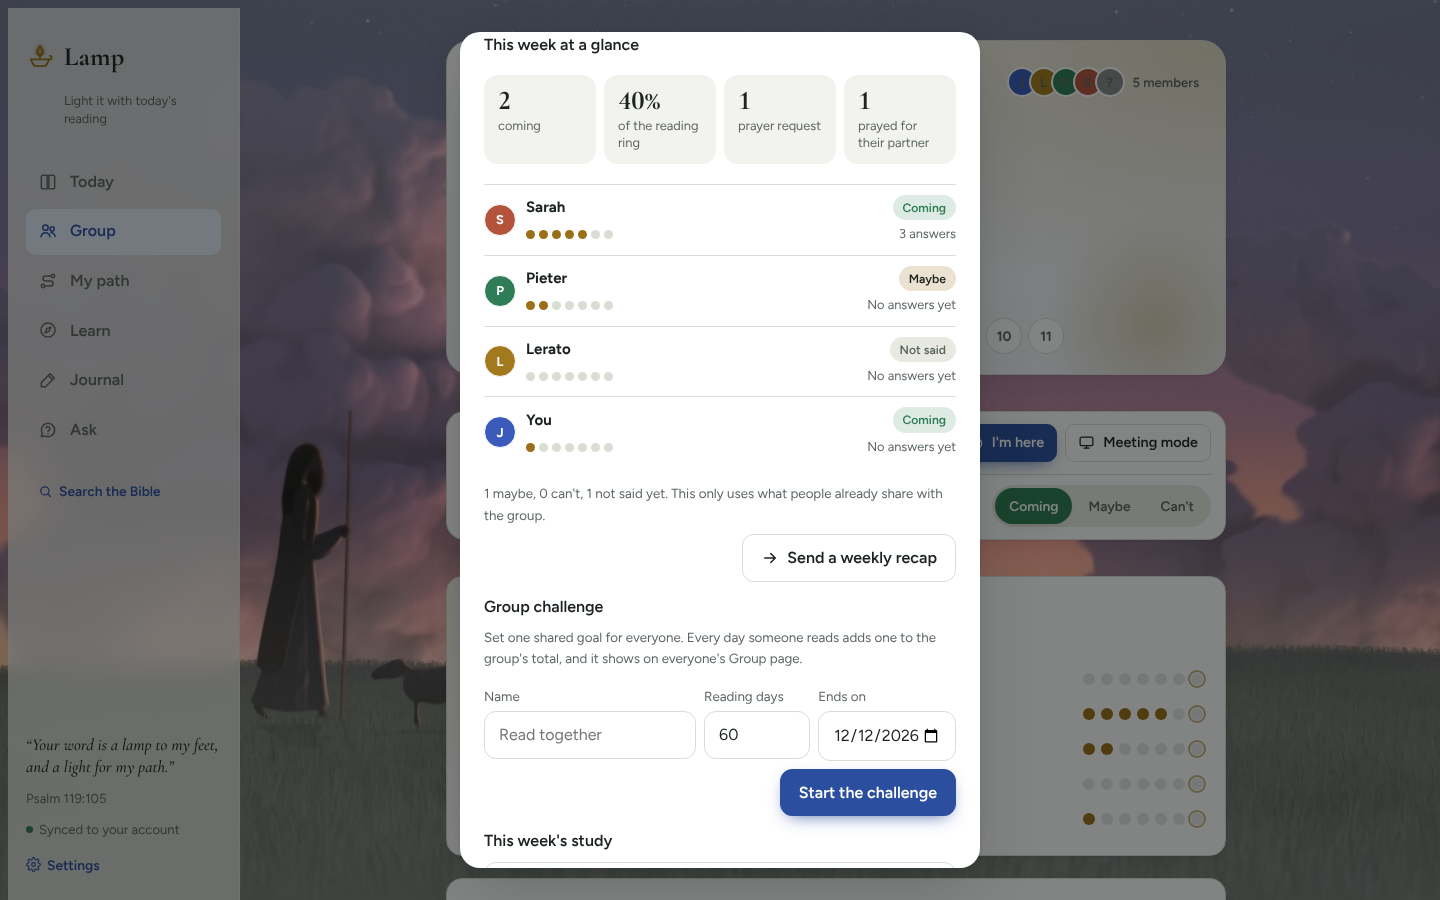 Lamp
Light it with today's
reading
Today
Group
My path
Learn
Journal
Ask
Search the Bible
“Your word is a lamp to my feet,
and a light for my path.”
Psalm 119:105
Synced to your account
Settings
This week at a glance
2
coming
40%
of the reading
ring
1
prayer request
1
prayed for
their partner
S
Sarah
Coming
3 answers
P
Pieter
Maybe
No answers yet
L
Lerato
Not said
No answers yet
J
You
Coming
No answers yet
1 maybe, 0 can't, 1 not said yet. This only uses what people already share with
the group.
→ Send a weekly recap
Group challenge
Set one shared goal for everyone. Every day someone reads adds one to the
group's total, and it shows on everyone's Group page.
Name
Reading days
Ends on
Read together
60
12/12/2026
Start the challenge
This week's study
L
?
5 members
10
11
I'm here
Meeting mode
Coming
Maybe
Can't